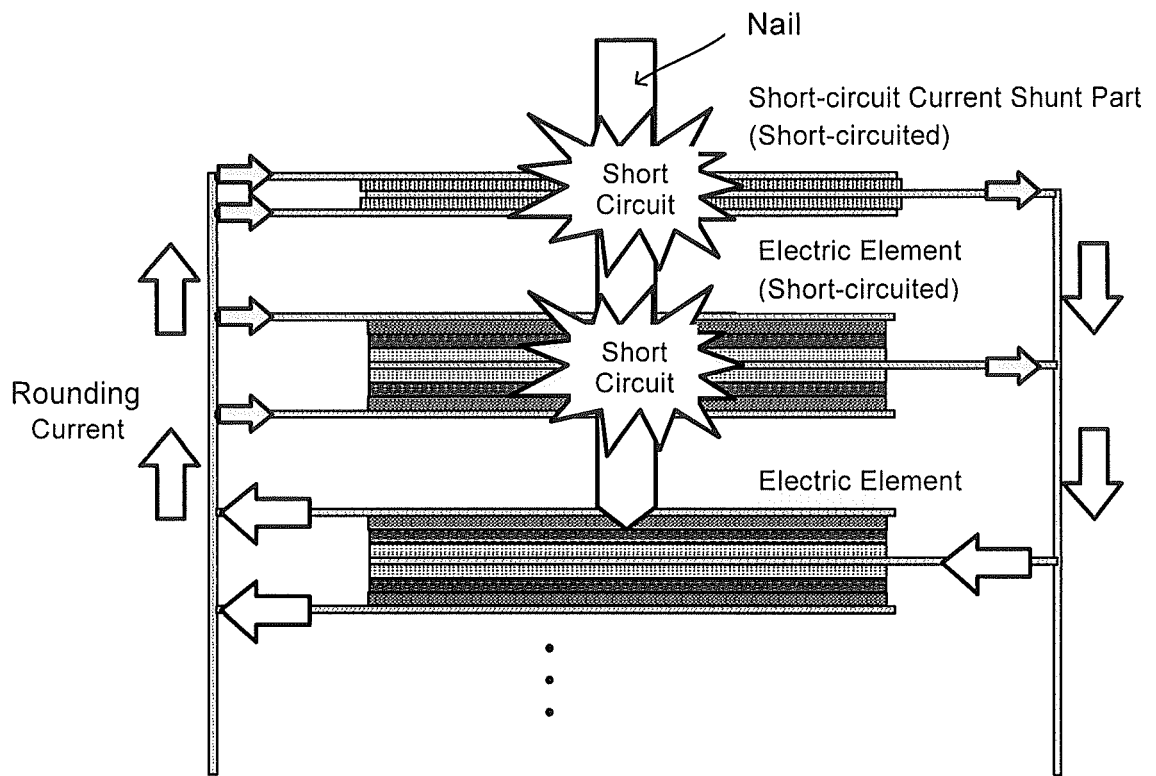 Nail
Short-circuit Current Shunt Part
(Short-circuited)
Short
Circuit
Electric Element
(Short-circuited)
Short
Circuit
Rounding
Current
Electric Element